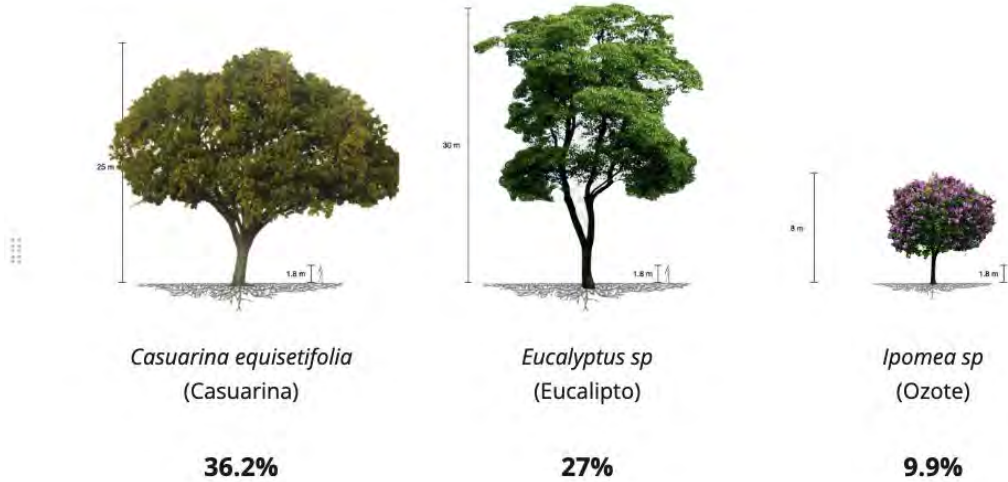 30 m
25 m
8 m
1.8 m
1.8 m
1.8 m
Casuarina equisetifolia
(Casuarina)
Eucalyptus sp
(Eucalipto)
Ipomea sp
(Ozote)
36.2%
27%
9.9%